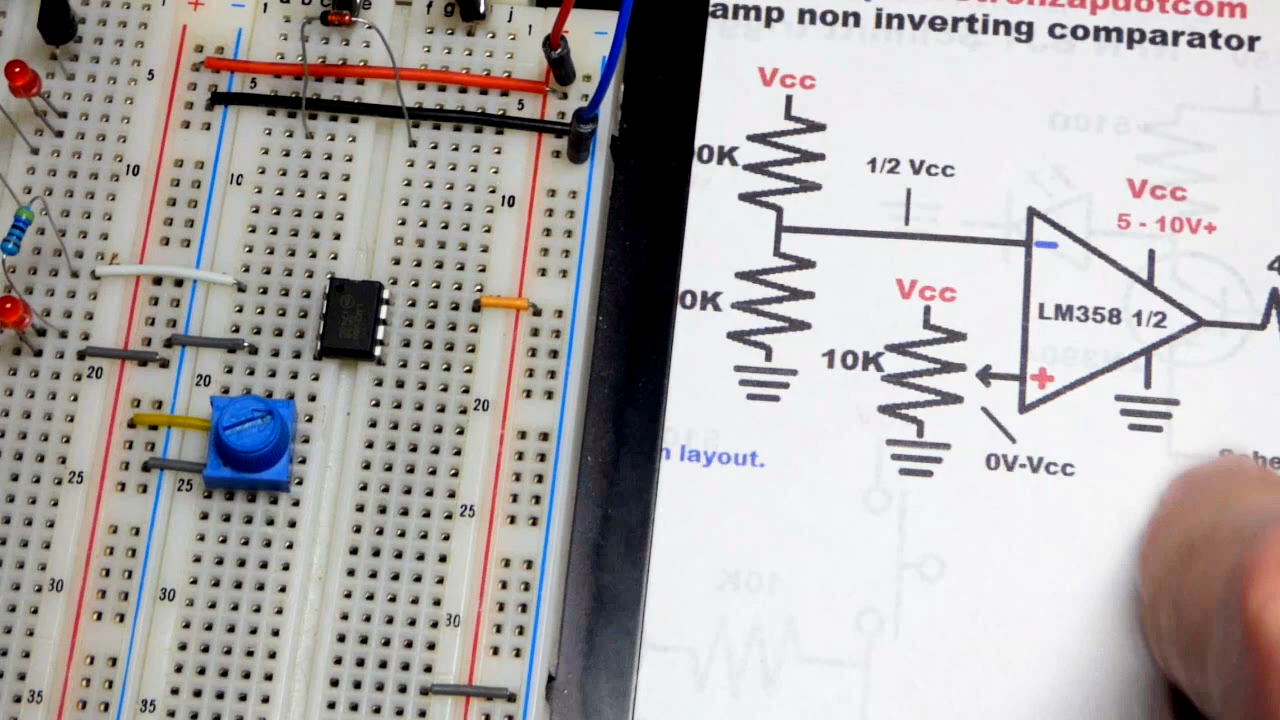 amp non inverting comparator
Vcc
0K
1/2 Vcc
Vcc
5 - 10V+
0K
Vcc
10K
LM358 1/2
-
+
0V-Vcc
layout.
+ - 1 a b c e f g j 1 -
5
5
5
10
10
10
20
20
20
25
25
25
30
30
30
35
35